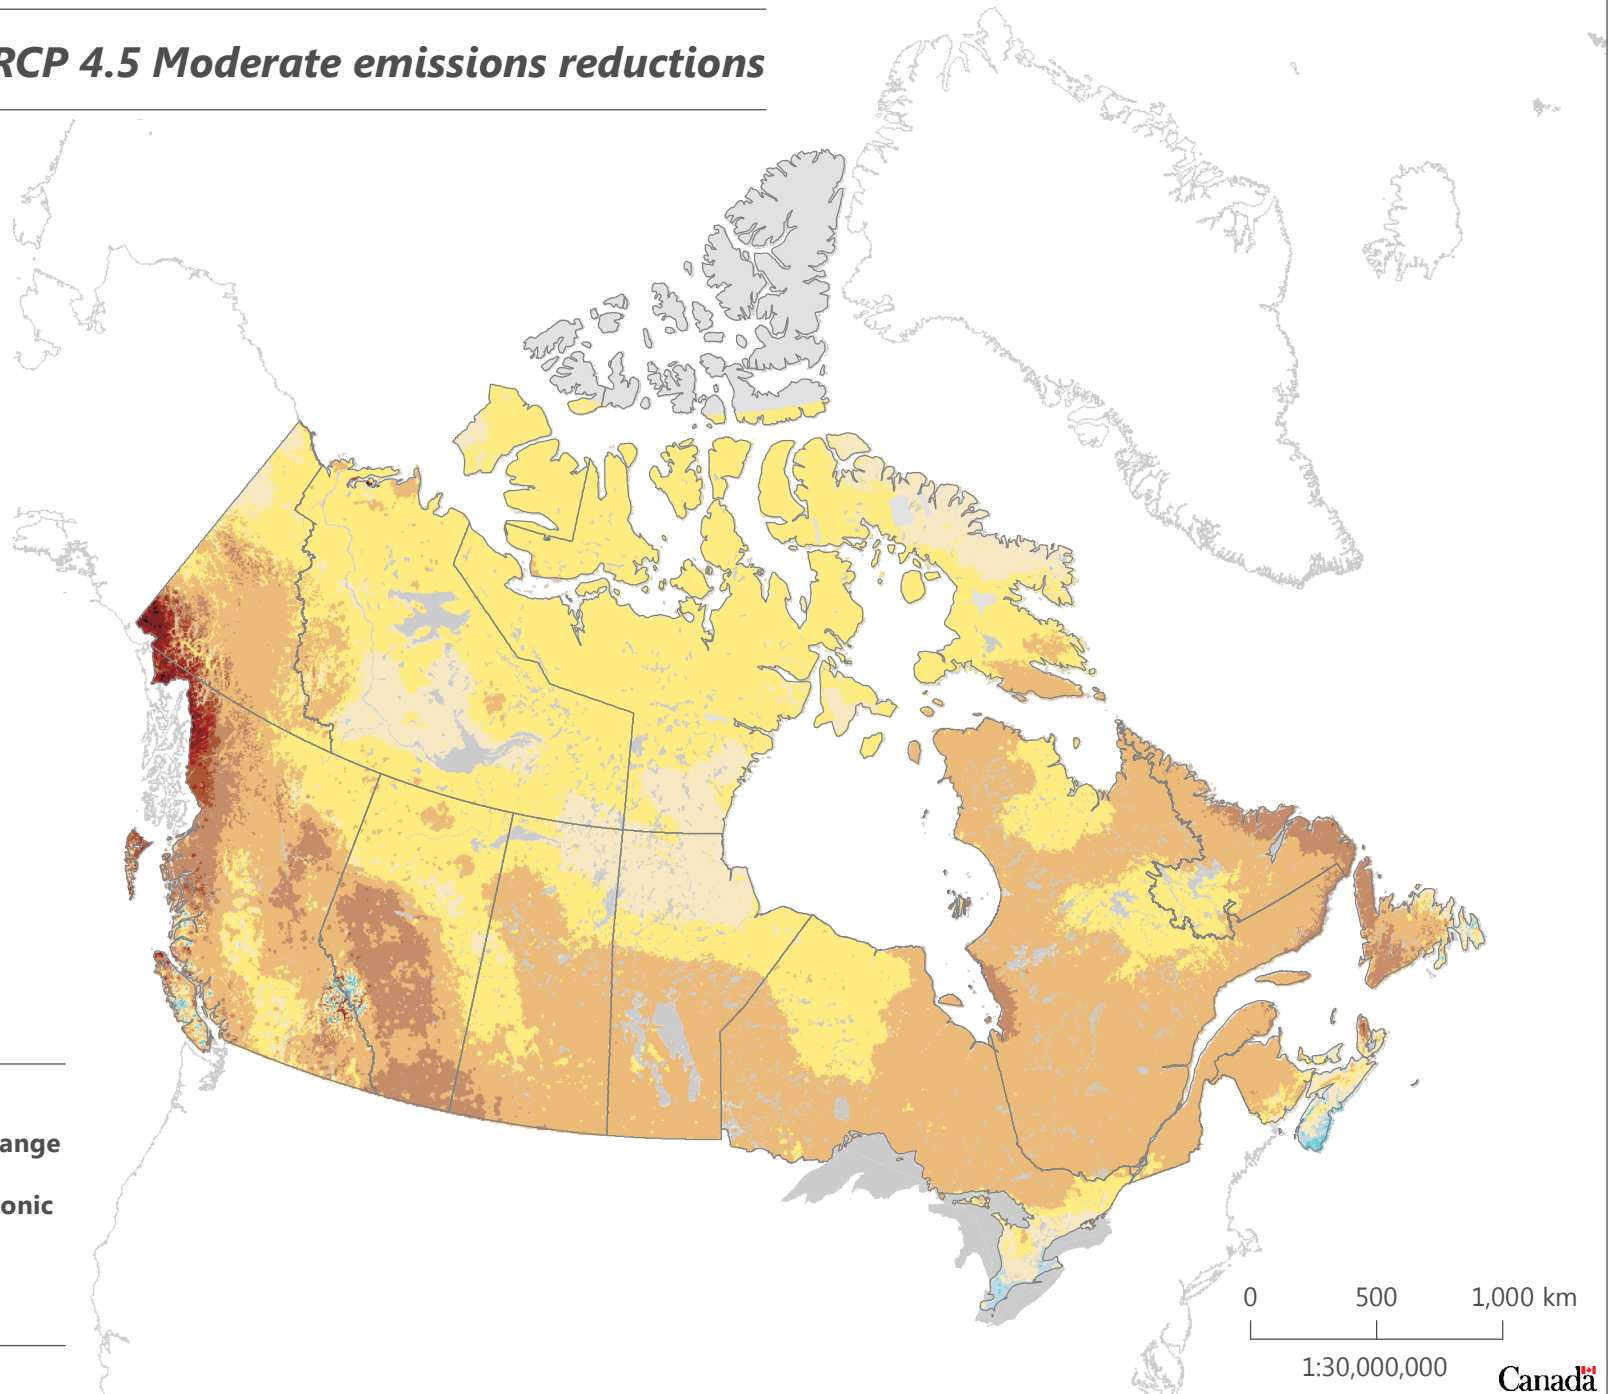 RCP 4.5 Moderate emissions reductions
ange
onic
0 500 1,000 km
1:30,000,000
Canada